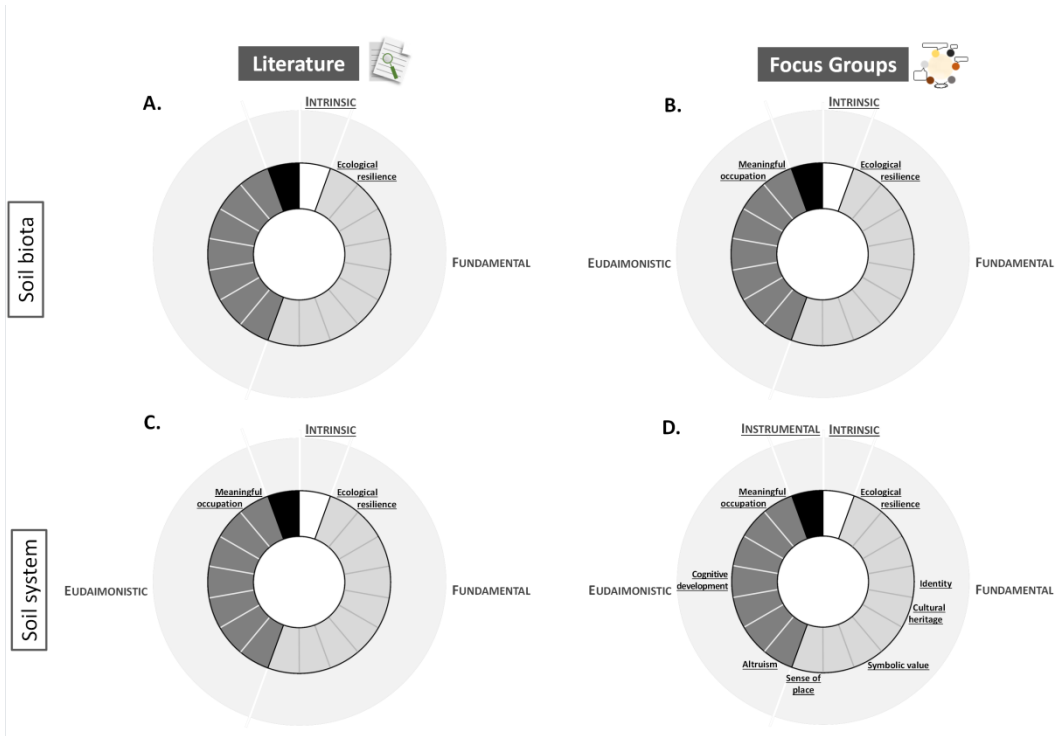 Literature
Focus Groups
A.
INTRINSIC
Ecological
resilience
FUNDAMENTAL
B.
INTRINSIC
Meaningful
occupation
Ecological
resilience
EUDAIMONISTIC
FUNDAMENTAL
Soil biota
C.
INTRINSIC
Meaningful
occupation
Ecological
resilience
EUDAIMONISTIC
FUNDAMENTAL
D.
INSTRUMENTAL
INTRINSIC
Meaningful
occupation
Ecological
resilience
Cognitive
development
Identity
EUDAIMONISTIC
FUNDAMENTAL
Cultural
heritage
Altruism
Symbolic value
Sense of
place
Soil system